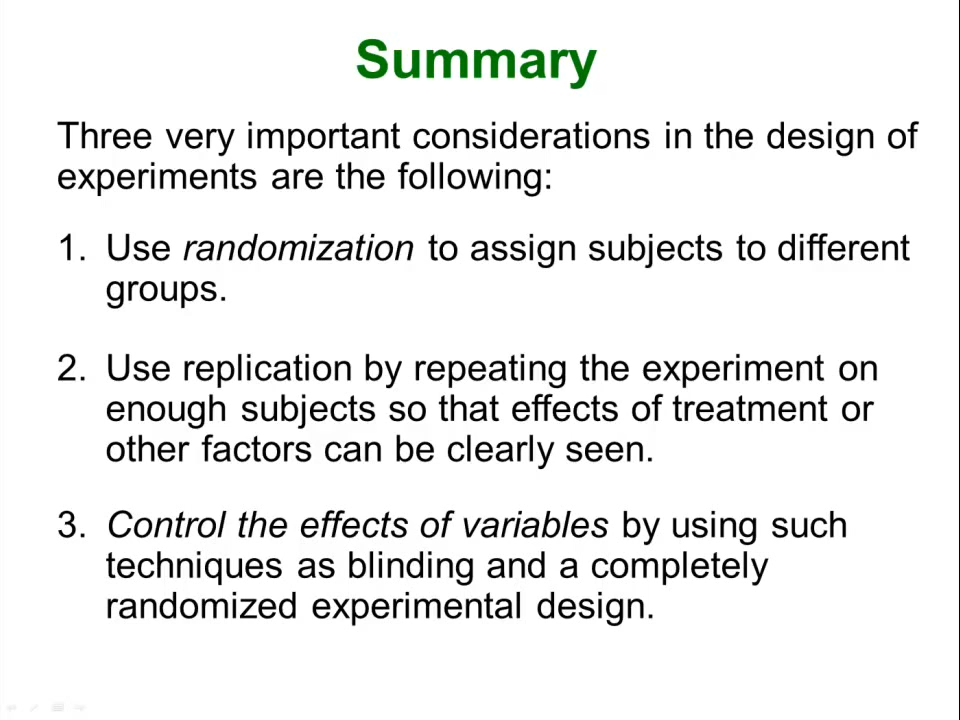 Summary
Three very important considerations in the design of
experiments are the following:
1. Use randomization to assign subjects to different
groups.
2. Use replication by repeating the experiment on
enough subjects so that effects of treatment or
other factors can be clearly seen.
3. Control the effects of variables by using such
techniques as blinding and a completely
randomized experimental design.